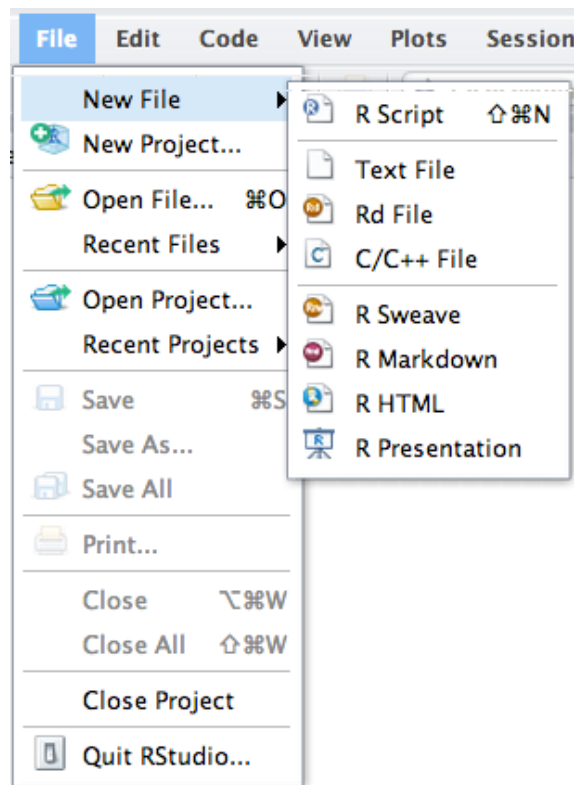 File Edit Code View Plots Session
New File
New Project...
Open File... ⌘O
Recent Files
Open Project...
Recent Projects
Save ⌘S
Save As...
Save All
Print...
Close ⌥⌘W
Close All ⇧⌘W
Close Project
Quit RStudio...
R Script ⇧⌘N
Text File
Rd File
C/C++ File
R Sweave
R Markdown
R HTML
R Presentation